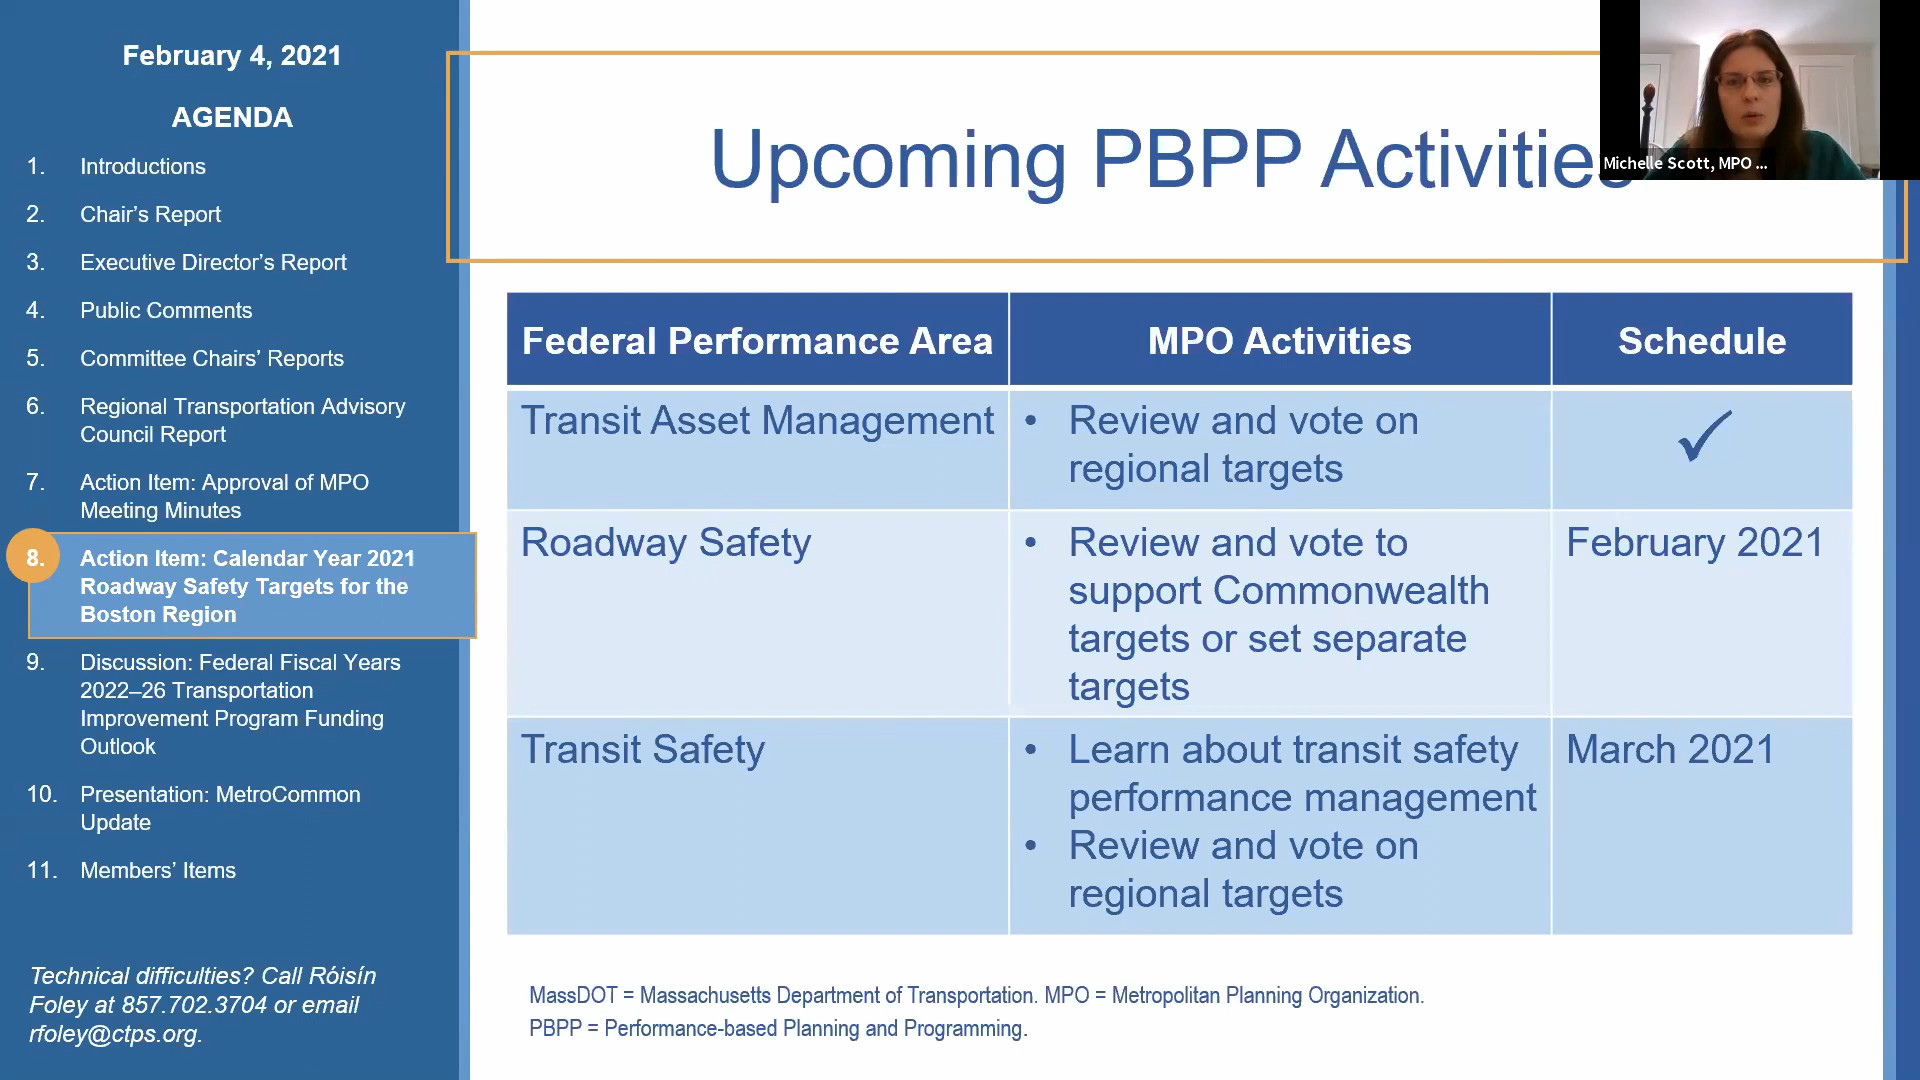 February 4, 2021
AGENDA
1. Introductions
2. Chair’s Report
3. Executive Director’s Report
4. Public Comments
5. Committee Chairs’ Reports
6. Regional Transportation Advisory
Council Report
7. Action Item: Approval of MPO
Meeting Minutes
8. Action Item: Calendar Year 2021
Roadway Safety Targets for the
Boston Region
9. Discussion: Federal Fiscal Years
2022–26 Transportation
Improvement Program Funding
Outlook
10. Presentation: MetroCommon
Update
11. Members’ Items
Technical difficulties? Call Róisín
Foley at 857.702.3704 or email
rfoley@ctps.org.
Upcoming PBPP Activities
Michelle Scott, MPO ...
Federal Performance Area
MPO Activities
Schedule
Transit Asset Management
• Review and vote on
regional targets
✓
Roadway Safety
• Review and vote to
support Commonwealth
targets or set separate
targets
February 2021
Transit Safety
• Learn about transit safety
performance management
• Review and vote on
regional targets
March 2021
MassDOT = Massachusetts Department of Transportation. MPO = Metropolitan Planning Organization.
PBPP = Performance-based Planning and Programming.